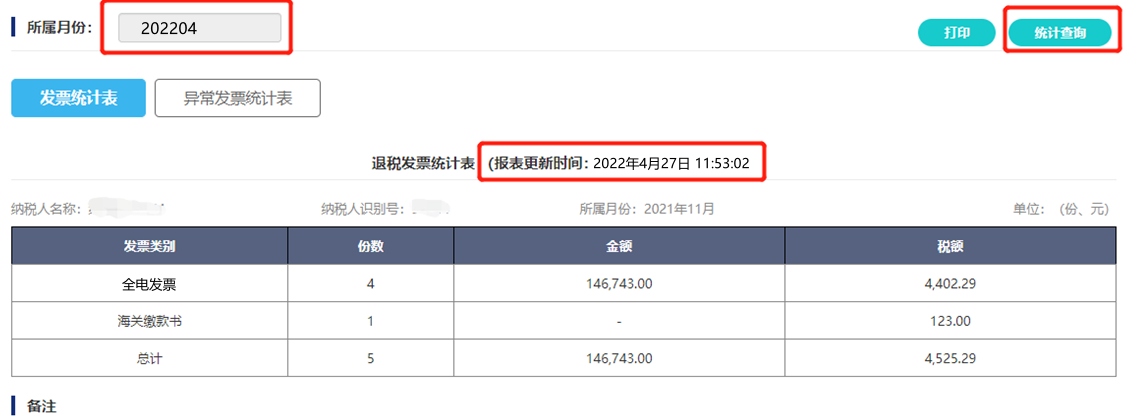 所属月份： 202204 打印 统计查询
发票统计表 异常发票统计表
退税发票统计表 (报表更新时间：2022年4月27日 11:53:02
纳税人名称： 纳税人识别号： 所属月份：2021年11月 单位：（份、元）
发票类别 份数 金额 税额
全电发票 4 146,743.00 4,402.29
海关缴款书 1 - 123.00
总计 5 146,743.00 4,525.29
备注